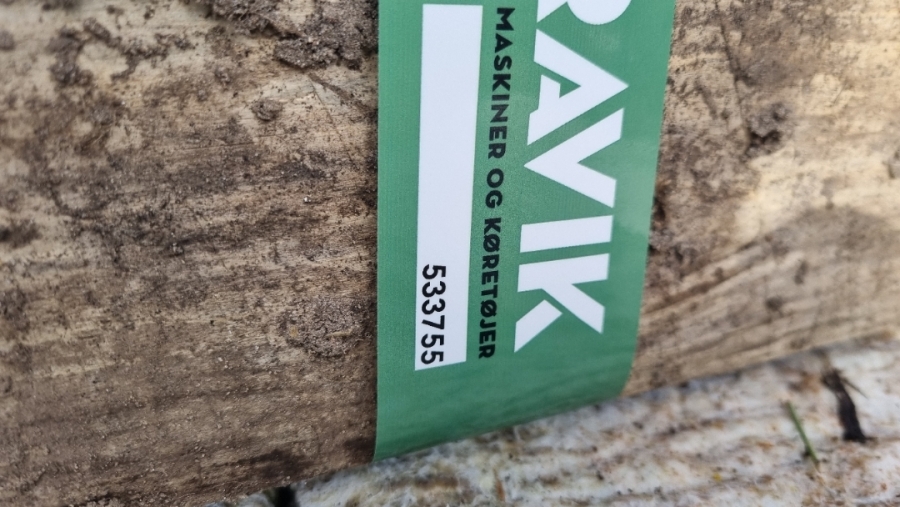 RAVIK
MASKINER OG KØRETØJER
533755